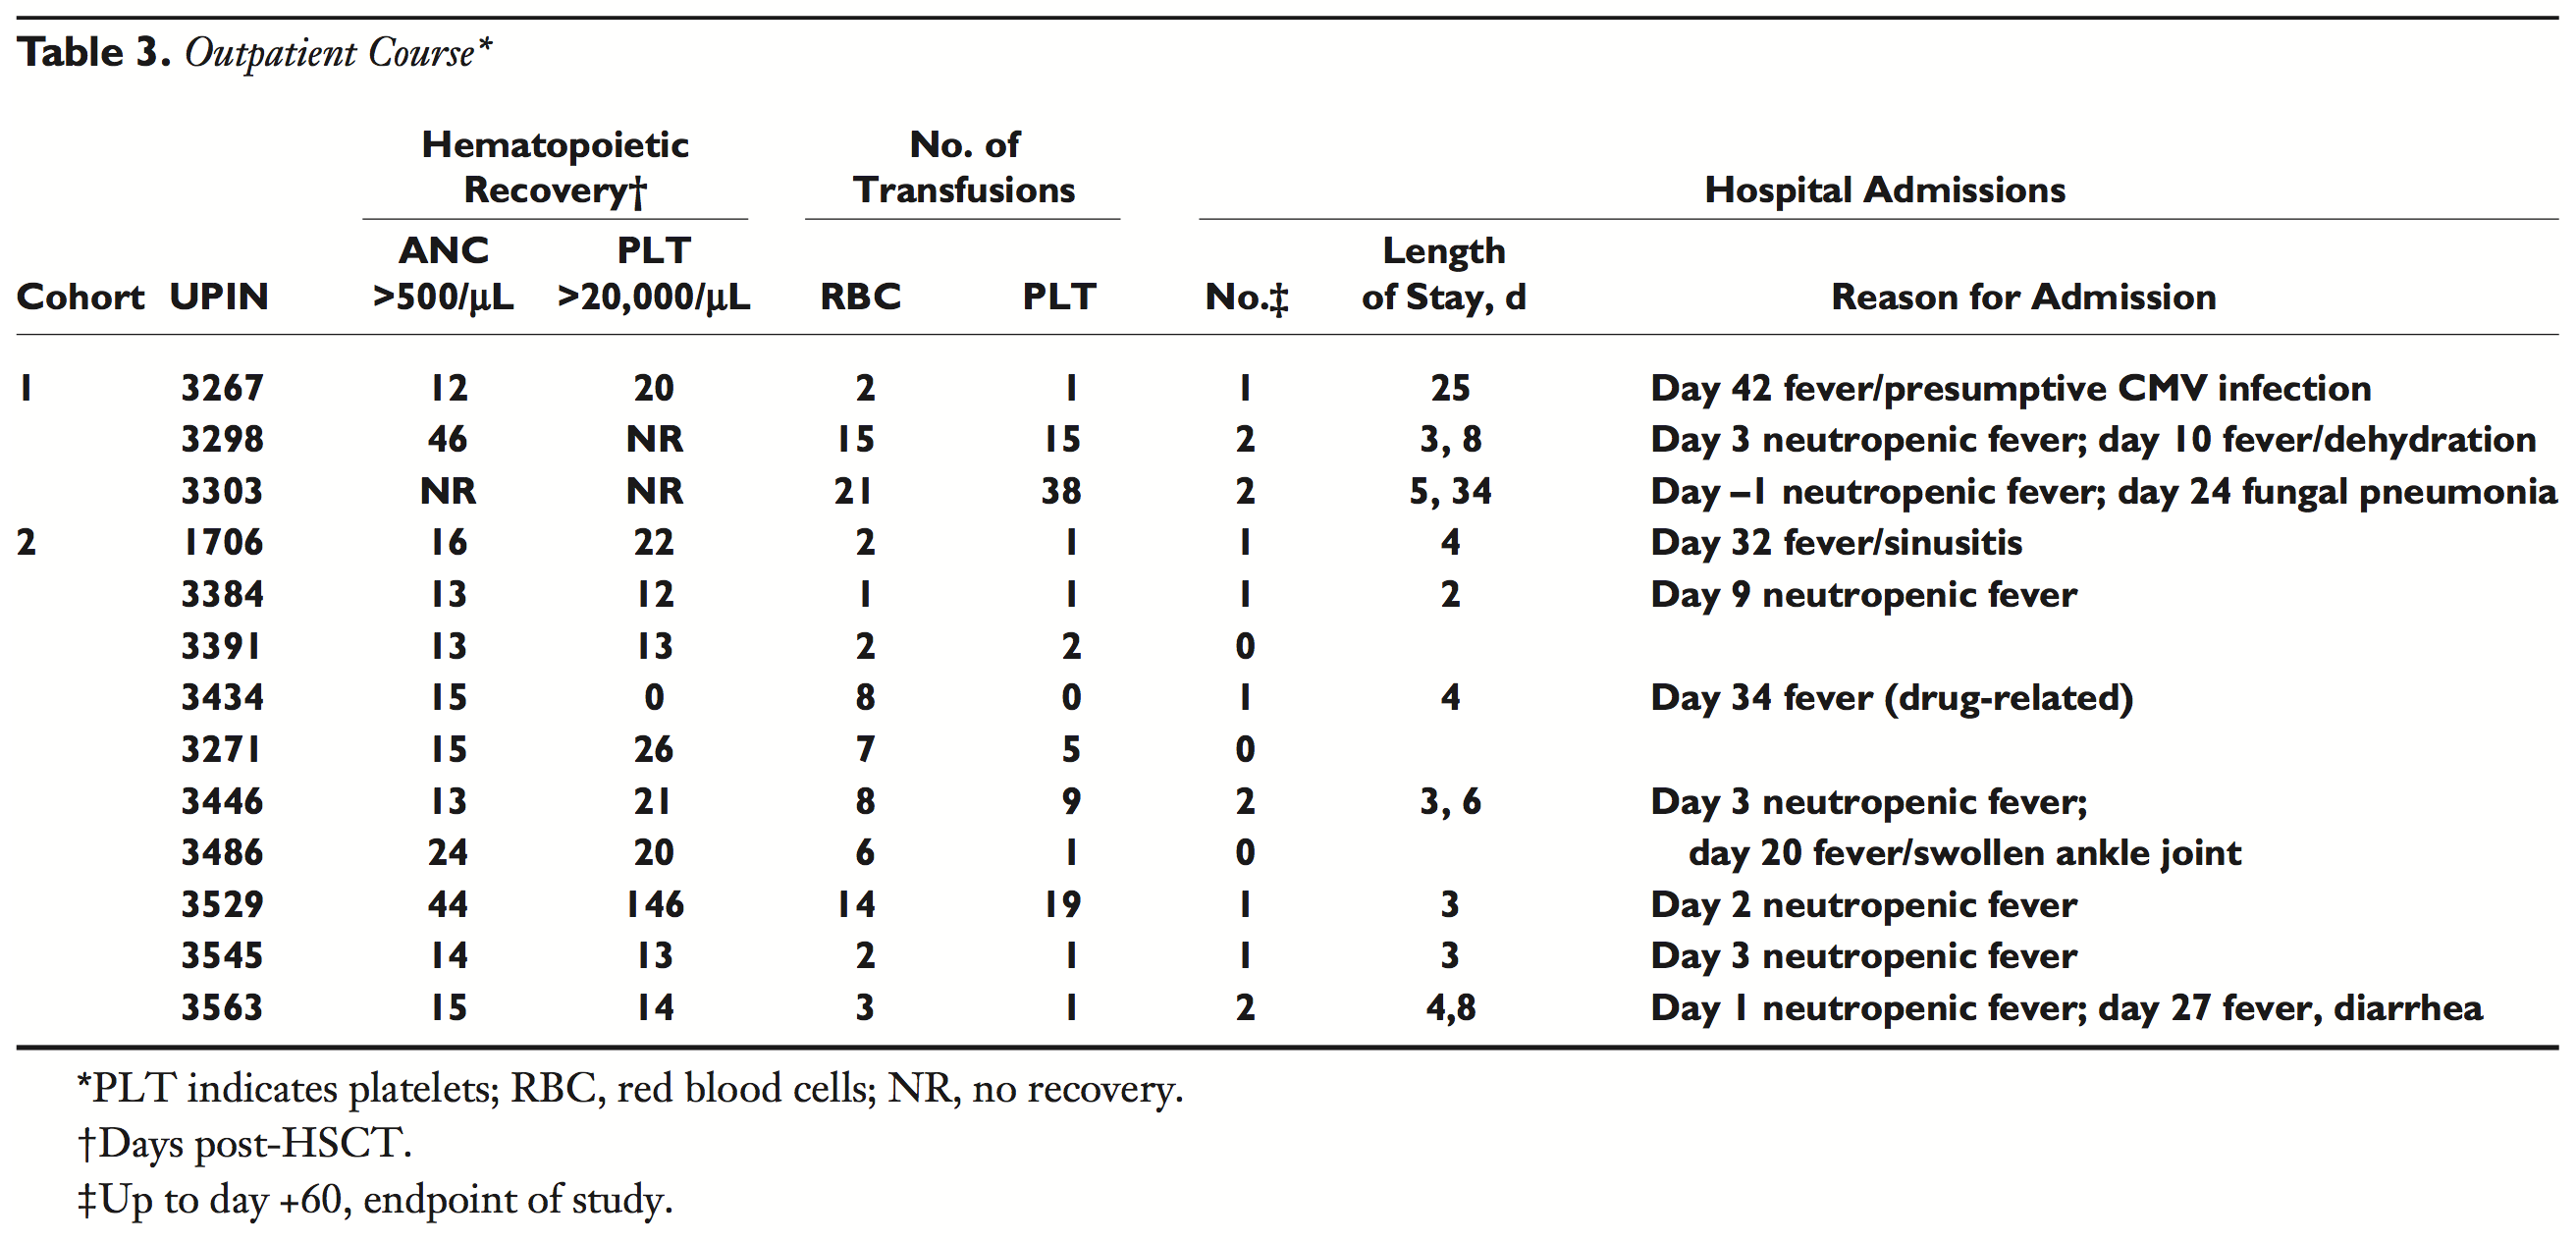 Table 3. Outpatient Course*
Hematopoietic No. of
Recovery† Transfusions Hospital Admissions
ANC PLT Length
Cohort UPIN >500/μL >20,000/μL RBC PLT No.‡ of Stay, d Reason for Admission
1 3267 12 20 2 1 1 25 Day 42 fever/presumptive CMV infection
3298 46 NR 15 15 2 3, 8 Day 3 neutropenic fever; day 10 fever/dehydration
3303 NR NR 21 38 2 5, 34 Day –1 neutropenic fever; day 24 fungal pneumonia
2 1706 16 22 2 1 1 4 Day 32 fever/sinusitis
3384 13 12 1 1 1 2 Day 9 neutropenic fever
3391 13 13 2 2 0
3434 15 0 8 0 1 4 Day 34 fever (drug-related)
3271 15 26 7 5 0
3446 13 21 8 9 2 3, 6 Day 3 neutropenic fever;
3486 24 20 6 1 0 day 20 fever/swollen ankle joint
3529 44 146 14 19 1 3 Day 2 neutropenic fever
3545 14 13 2 1 1 3 Day 3 neutropenic fever
3563 15 14 3 1 2 4,8 Day 1 neutropenic fever; day 27 fever, diarrhea
*PLT indicates platelets; RBC, red blood cells; NR, no recovery.
†Days post-HSCT.
‡Up to day +60, endpoint of study.